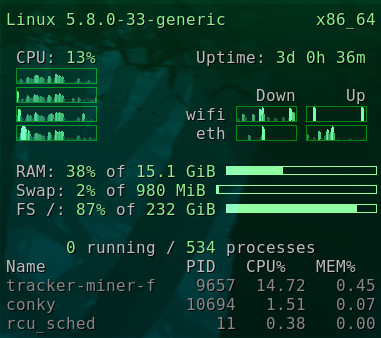 Linux 5.8.0-33-generic x86_64
CPU: 13% Uptime: 3d 0h 36m
Down Up
wifi
eth
RAM: 38% of 15.1 GiB
Swap: 2% of 980 MiB
FS /: 87% of 232 GiB
0 running / 534 processes
Name PID CPU% MEM%
tracker-miner-f 9657 14.72 0.45
conky 10694 1.51 0.07
rcu_sched 11 0.38 0.00